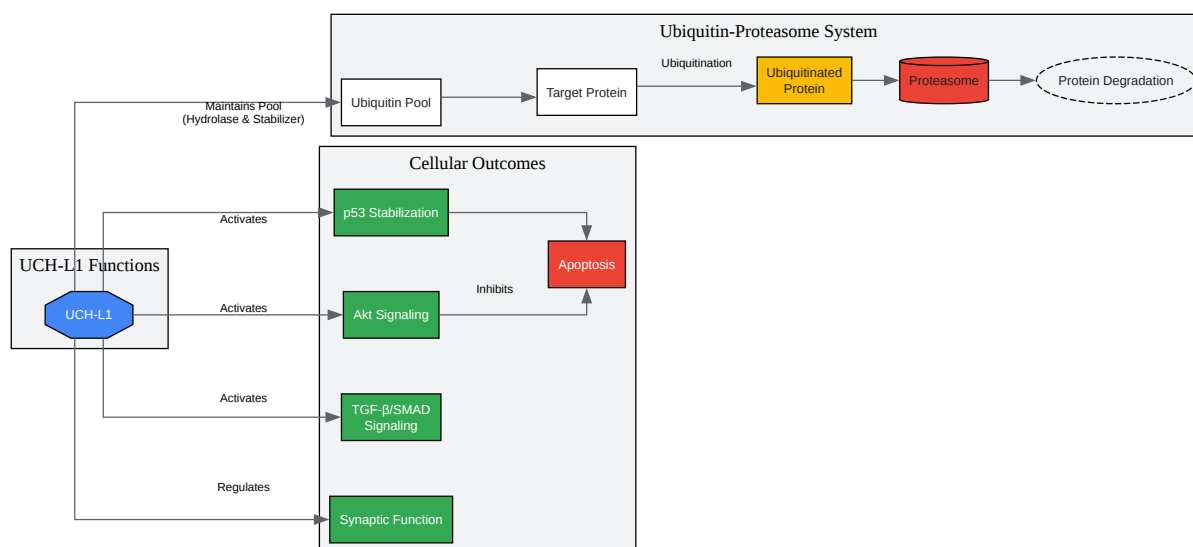 Ubiquitin-Proteasome System
Ubiquitination
Ubiquitin Pool
Target Protein
Ubiquitinated
Protein
Proteasome
Protein Degradation
Maintains Pool
(Hydrolase & Stabilizer)
Cellular Outcomes
p53 Stabilization
Activates
UCH-L1 Functions
Apoptosis
Inhibits
Activates
UCH-L1
Akt Signaling
Activates
TGF-β/SMAD
Signaling
Regulates
Synaptic Function